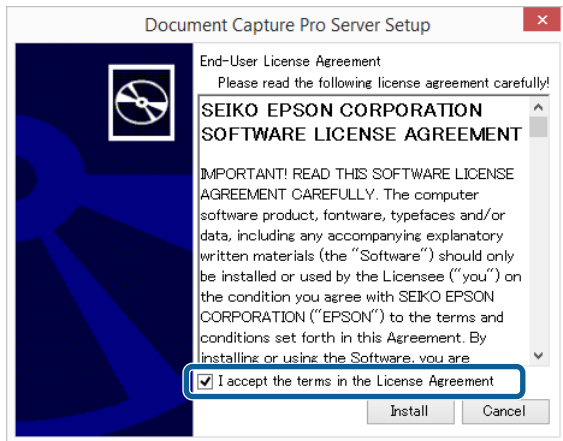 Document Capture Pro Server Setup
End-User License Agreement
Please read the following license agreement carefully!
SEIKO EPSON CORPORATION
SOFTWARE LICENSE AGREEMENT
IMPORTANT! READ THIS SOFTWARE LICENSE
AGREEMENT CAREFULLY. The computer
software product, fontware, typefaces and/or
data, including any accompanying explanatory
written materials (the "Software") should only
be installed or used by the Licensee ("you") on
the condition you agree with SEIKO EPSON
CORPORATION ("EPSON") to the terms and
conditions set forth in this Agreement. By
installing or using the Software, you are
I accept the terms in the License Agreement
Install Cancel